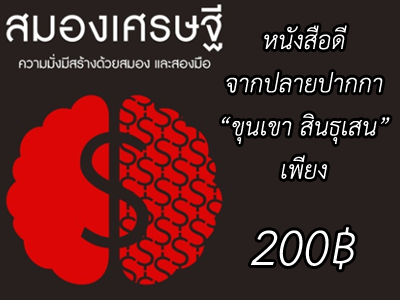 สมองเศรษฐี
ความมั่งมีสร้างด้วยสมอง และสองมือ
หนังสือดี
จากปลายปากกา
“ขุนเขา สินธุเสน”
เพียง
200฿
$